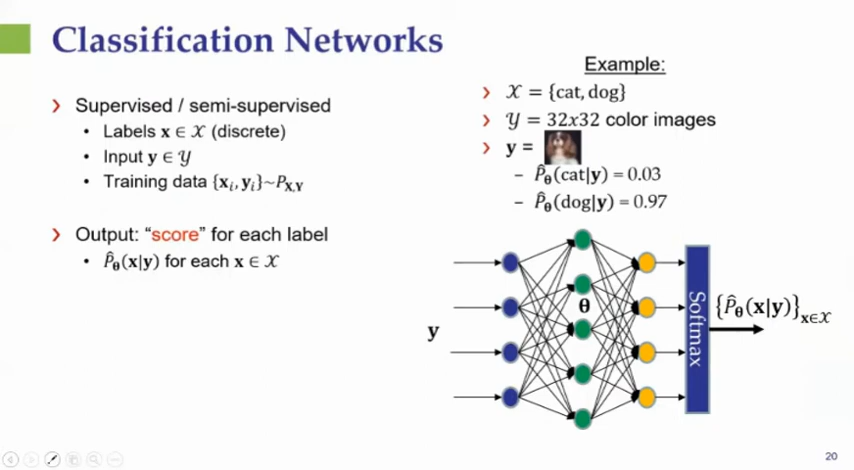 Classification Networks
❯ Supervised / semi-supervised
• Labels 𝐱 ∈ 𝒳 (discrete)
• Input 𝐲 ∈ 𝒴
• Training data {𝐱ᵢ, 𝐲ᵢ}~P_𝐗,𝐘
❯ Output: “score” for each label
• P̂_𝛉(𝐱|𝐲) for each 𝐱 ∈ 𝒳
Example:
❯ 𝒳 = {cat, dog}
❯ 𝒴 = 32x32 color images
❯ 𝐲 =
– P̂_𝛉(cat|𝐲) = 0.03
– P̂_𝛉(dog|𝐲) = 0.97
𝐲
𝛉
Softmax
{P̂_𝛉(𝐱|𝐲)}_𝐱∈𝒳
20